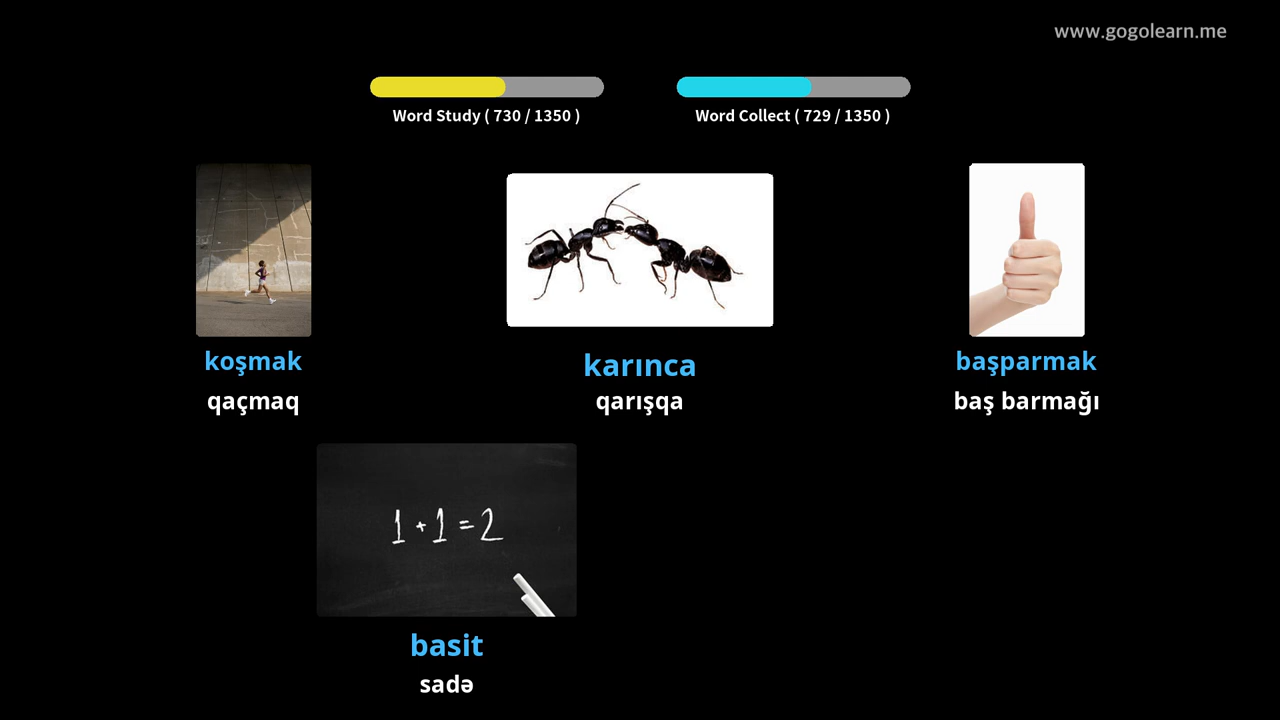 www.gogolearn.me
Word Study ( 730 / 1350 )
Word Collect ( 729 / 1350 )
koşmak
qaçmaq
karınca
qarışqa
başparmak
baş barmağı
1 + 1 = 2
basit
sadə